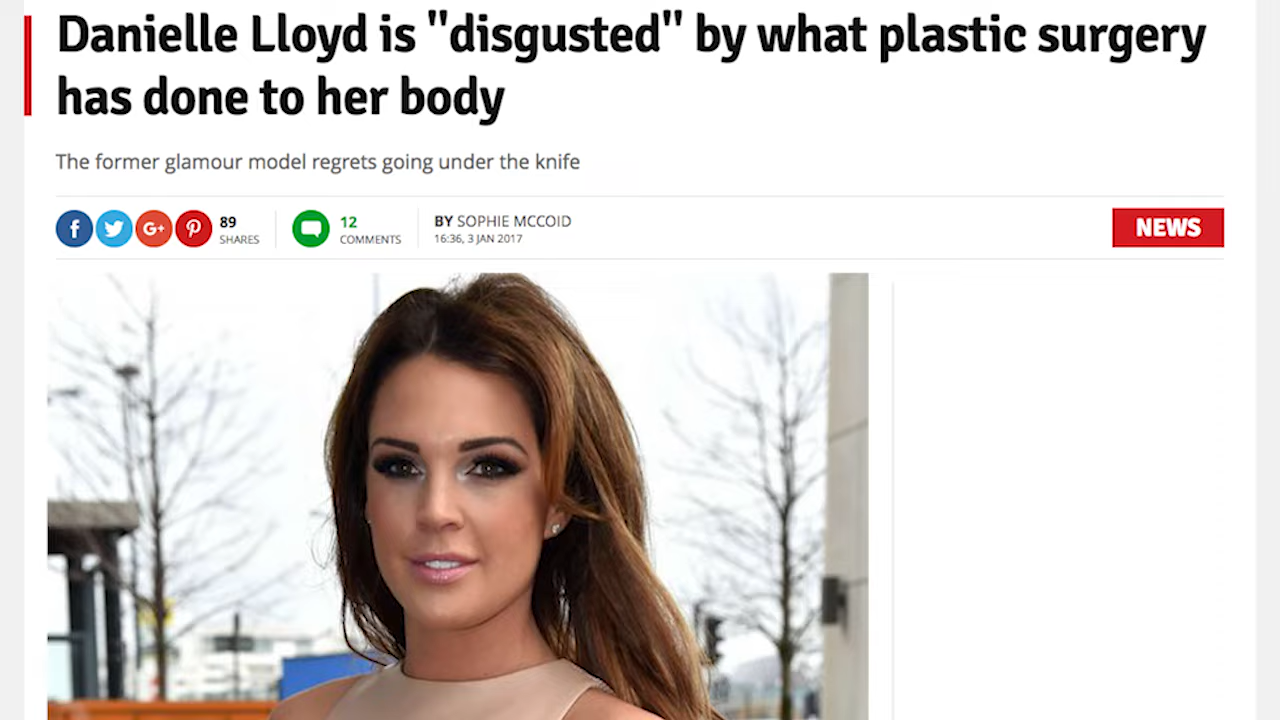 Danielle Lloyd is "disgusted" by what plastic surgery
has done to her body
The former glamour model regrets going under the knife
f
G+
89
SHARES
12
COMMENTS
BY SOPHIE MCCOID
16:36, 3 JAN 2017
NEWS